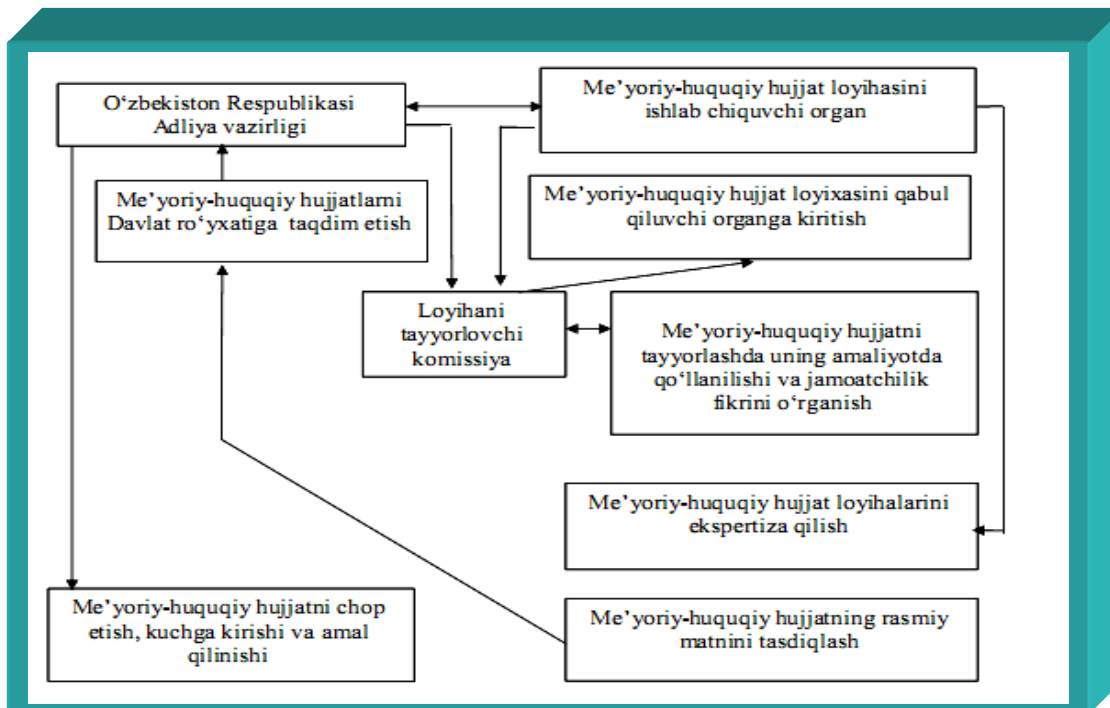 O‘zbekiston Respublikasi
Adliya vazirligi
Me’yoriy-huquqiy hujjat loyihasini
ishlab chiquvchi organ
Me’yoriy-huquqiy hujjatlarni
Davlat ro‘yxatiga taqdim etish
Me’yoriy-huquqiy hujjat loyixasini qabul
qiluvchi organga kiritish
Loyihani
tayyorlovchi
komissiya
Me’yoriy-huquqiy hujjatni
tayyorlashda uning amaliyotda
qo‘llanilishi va jamoatchilik
fikrini o‘rganish
Me’yoriy-huquqiy hujjat loyihalarini
ekspertiza qilish
Me’yoriy-huquqiy hujjatni chop
etish, kuchga kirishi va amal
qilinishi
Me’yoriy-huquqiy hujjatning rasmiy
matnini tasdiqlash